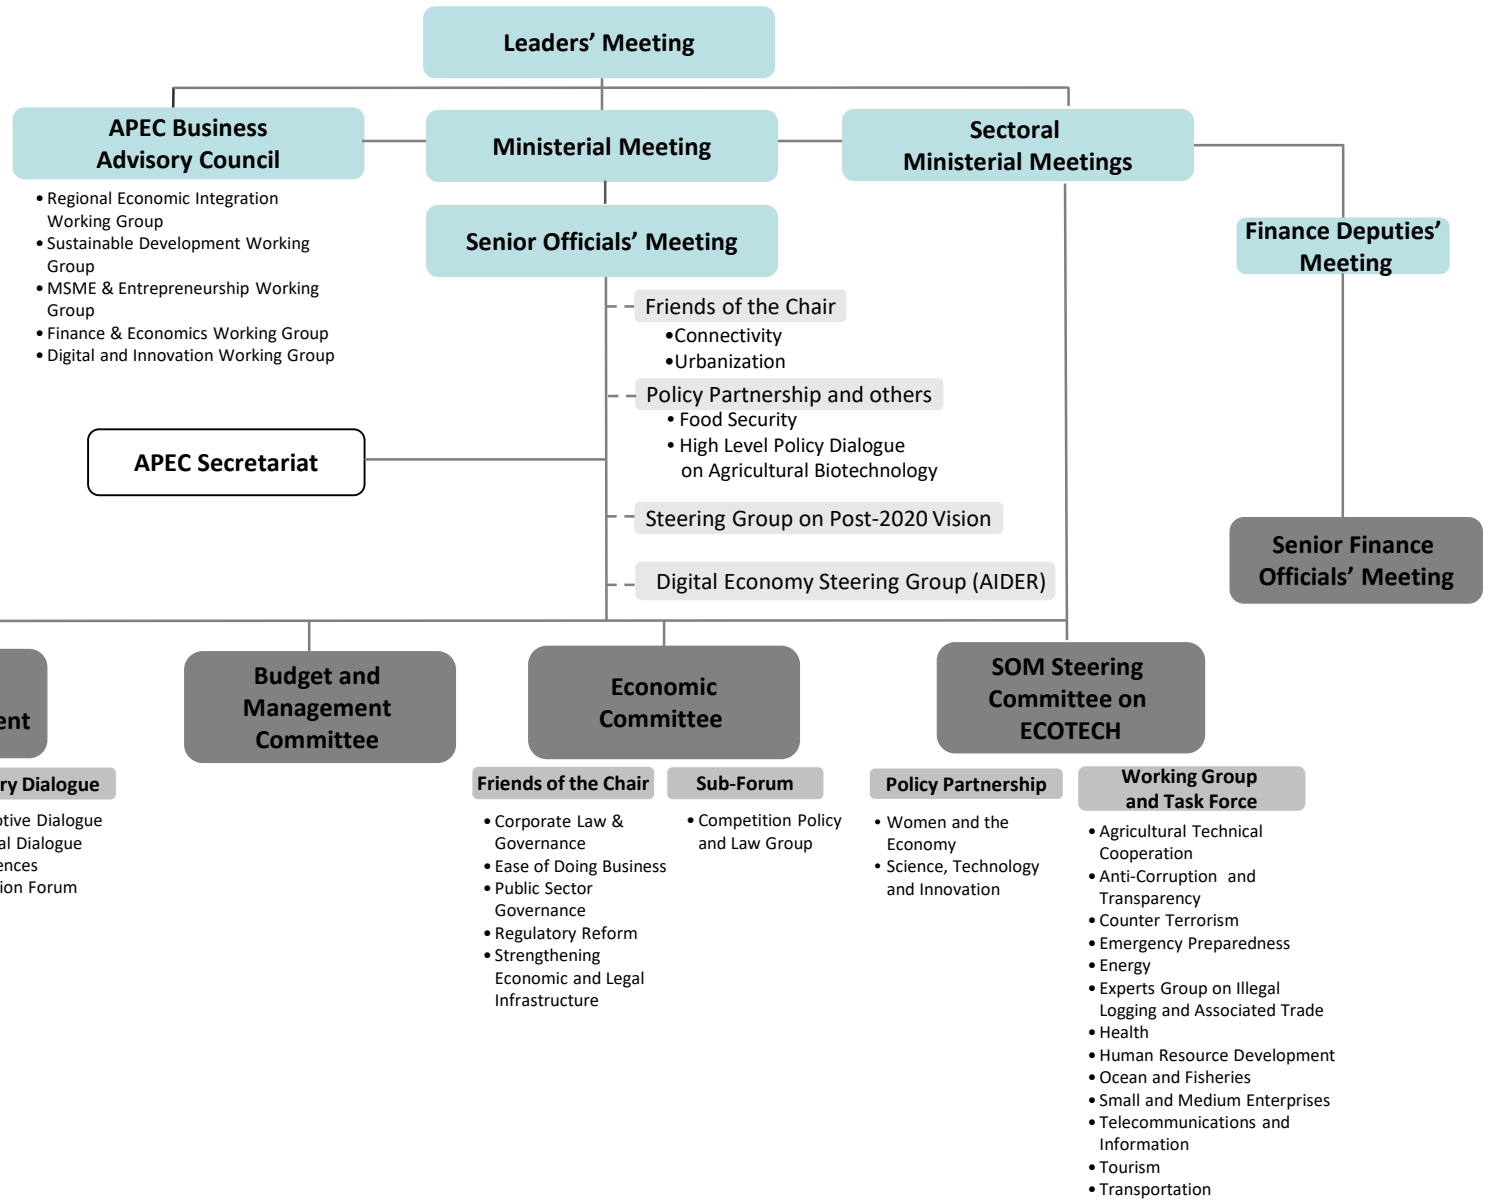 Leaders’ Meeting
APEC Business
Advisory Council
Ministerial Meeting
Sectoral
Ministerial Meetings
• Regional Economic Integration
Working Group
• Sustainable Development Working
Group
• MSME & Entrepreneurship Working
Group
• Finance & Economics Working Group
• Digital and Innovation Working Group
Senior Officials’ Meeting
Finance Deputies’
Meeting
Friends of the Chair
•Connectivity
•Urbanization
Policy Partnership and others
• Food Security
• High Level Policy Dialogue
on Agricultural Biotechnology
APEC Secretariat
Steering Group on Post-2020 Vision
Digital Economy Steering Group (AIDER)
Senior Finance
Officials’ Meeting
Budget and
Management
Committee
Economic
Committee
SOM Steering
Committee on
ECOTECH
Dialogue
Dialogue
Dialogue
Forum
Friends of the Chair
• Corporate Law &
Governance
• Ease of Doing Business
• Public Sector
Governance
• Regulatory Reform
• Strengthening
Economic and Legal
Infrastructure
Sub-Forum
• Competition Policy
and Law Group
Policy Partnership
• Women and the
Economy
• Science, Technology
and Innovation
Working Group
and Task Force
• Agricultural Technical
Cooperation
• Anti-Corruption and
Transparency
• Counter Terrorism
• Emergency Preparedness
• Energy
• Experts Group on Illegal
Logging and Associated Trade
• Health
• Human Resource Development
• Ocean and Fisheries
• Small and Medium Enterprises
• Telecommunications and
Information
• Tourism
• Transportation